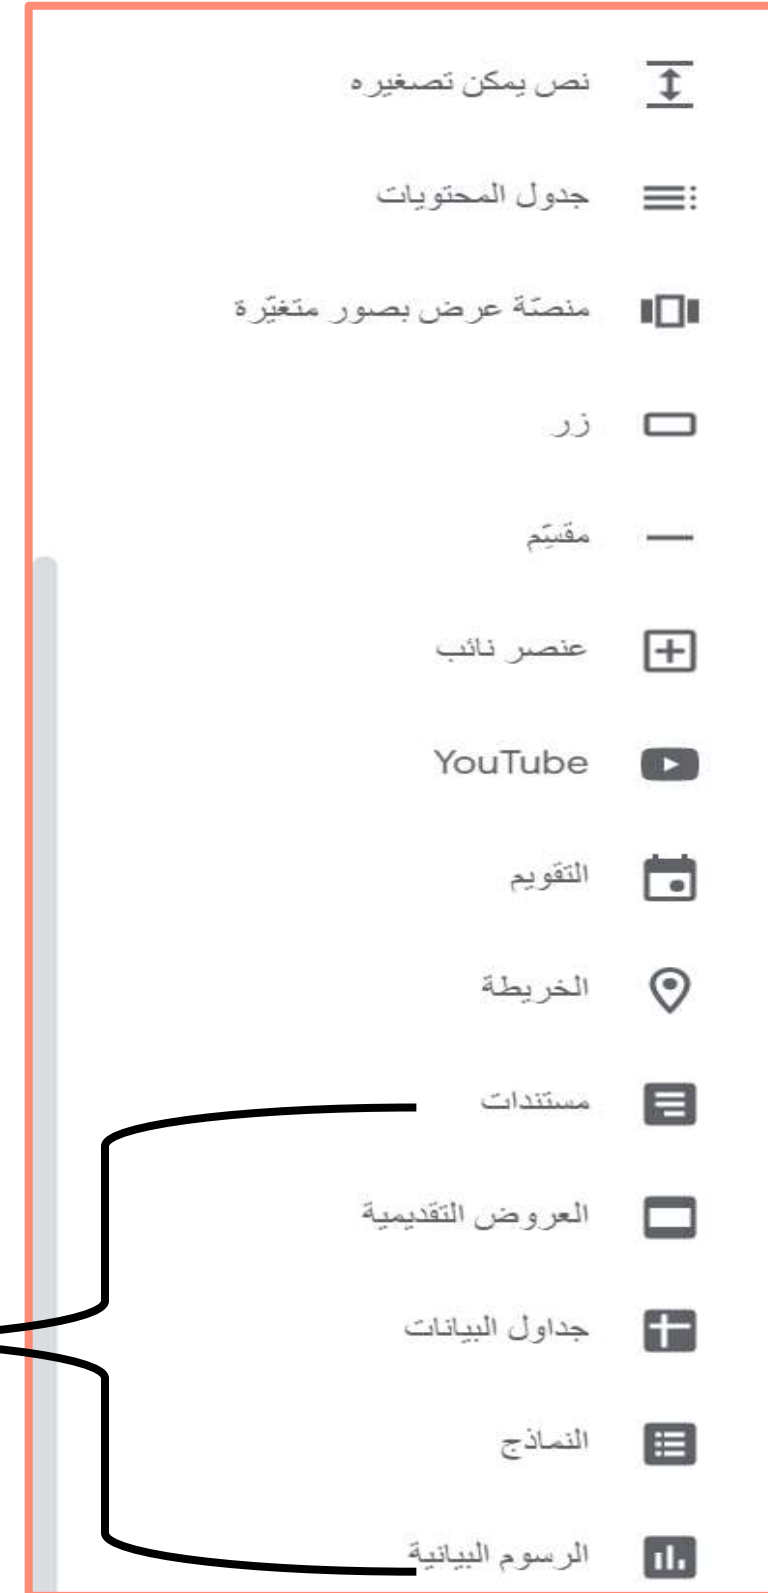 نص يمكن تصغيره
جدول المحتويات
منصّة عرض بصور متغيّرة
زر
مقسِّم
عنصر نائب
YouTube
التقويم
الخريطة
مستندات
العروض التقديمية
جداول البيانات
النماذج
الرسوم البيانية